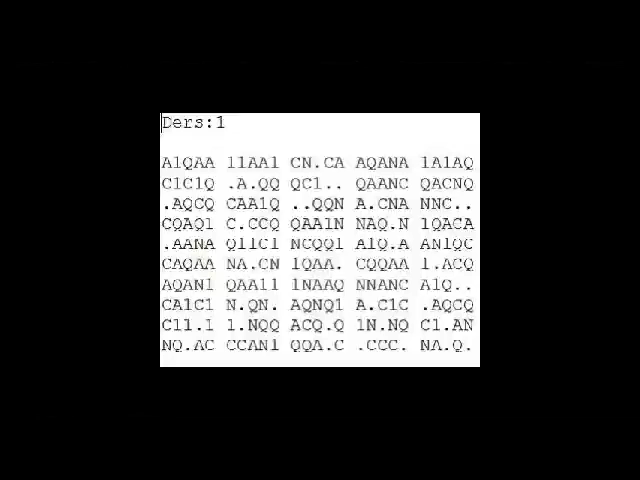 Ders:1
A1QAA 11AA1 CN.CA AQANA 1A1AQ
C1C1Q .A.QQ QC1.. QAANC QACNQ
.AQCQ CAA1Q ..QQN A.CNA NNC..
CQAQ1 C.CCQ QAA1N NAQ.N 1QACA
.AANA Q11C1 NCQQ1 A1Q.A AN1QC
CAQAA NA.CN 1QAA. CQQAA 1.ACQ
AQAN1 QAA11 1NAAQ NNANC A1Q..
CA1C1 N.QN. AQNQ1 A.C1C .AQCQ
C11.1 1.NQQ ACQ.Q 1N.NQ C1.AN
NQ.AC CCAN1 QQA.C .CCC. NA.Q.